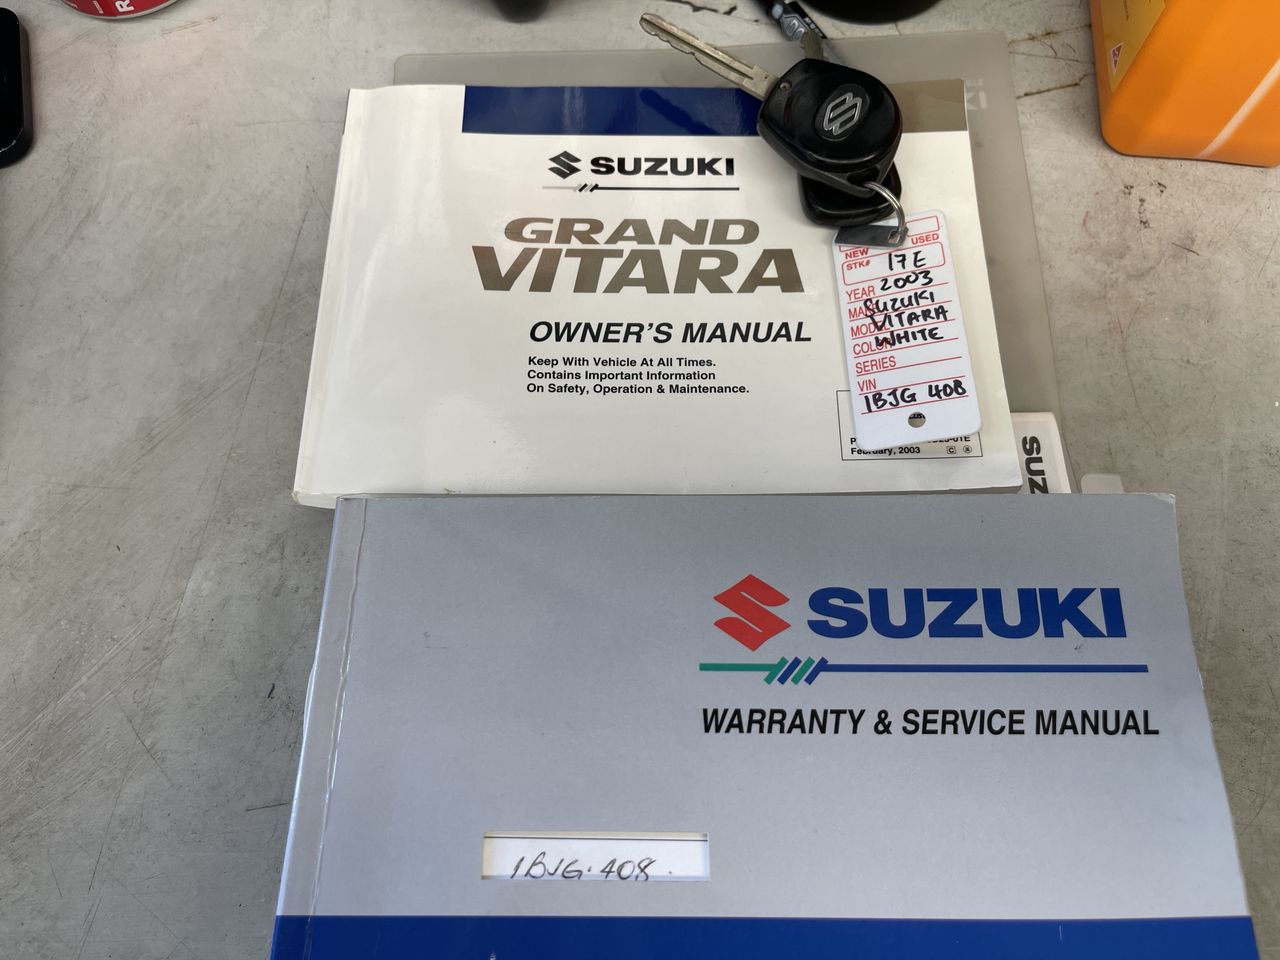 R
SUZUKI
GRAND
VITARA
OWNER'S MANUAL
Keep With Vehicle At All Times.
Contains Important Information
On Safety, Operation & Maintenance.
February, 2003
NEW USED
STK# 17E
YEAR 2003
SUZUKI
VITARA
COLOR WHITE
SERIES
VIN
1BJG 408
SUZ
SUZUKI
WARRANTY & SERVICE MANUAL
1BJG·408.